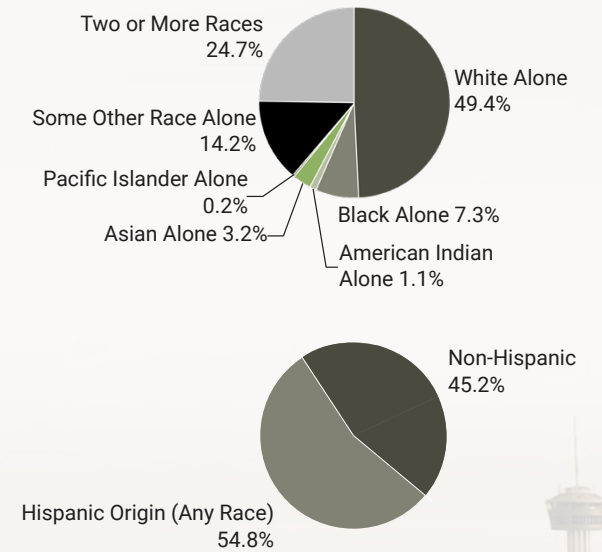 Two or More Races
24.7%
White Alone
49.4%
Some Other Race Alone
14.2%
Pacific Islander Alone
0.2%
Black Alone 7.3%
Asian Alone 3.2%
American Indian
Alone 1.1%
Non-Hispanic
45.2%
Hispanic Origin (Any Race)
54.8%